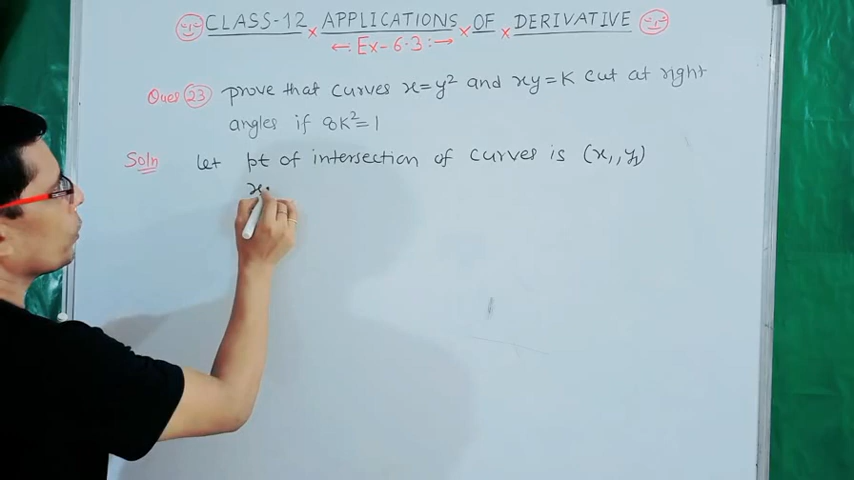 CLASS-12 × APPLICATIONS × OF × DERIVATIVE
Ex-6.3:
Ques 23 prove that curves x=y² and xy=K cut at right
angles if 8K²=1
Soln Let pt of intersection of curves is (x₁, y₁)
x